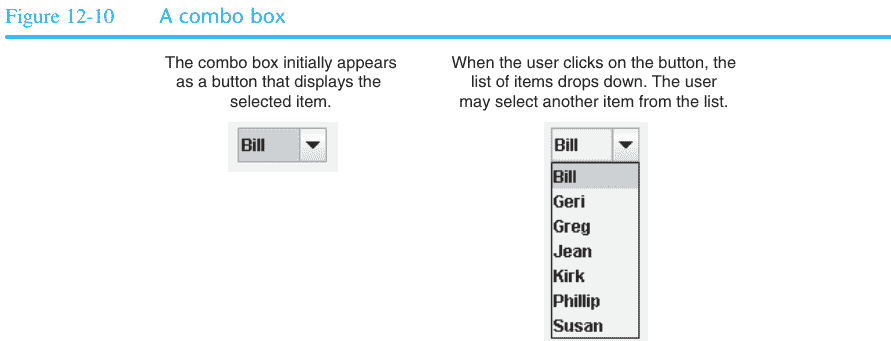 Figure 12-10 A combo box
The combo box initially appears
as a button that displays the
selected item.
Bill
When the user clicks on the button, the
list of items drops down. The user
may select another item from the list.
Bill
Bill
Geri
Greg
Jean
Kirk
Phillip
Susan